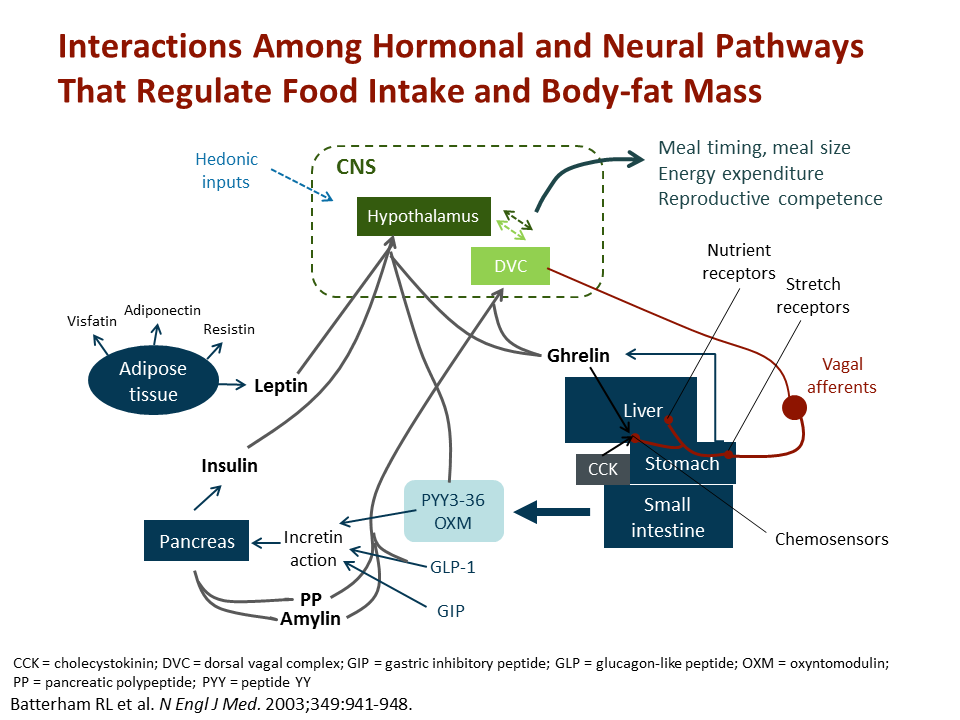 Interactions Among Hormonal and Neural Pathways
That Regulate Food Intake and Body-fat Mass
Hedonic
inputs
CNS
Hypothalamus
DVC
Meal timing, meal size
Energy expenditure
Reproductive competence
Nutrient
receptors
Stretch
receptors
Visfatin
Adiponectin
Resistin
Adipose
tissue
Leptin
Ghrelin
Vagal
afferents
Liver
Insulin
CCK
Stomach
PYY3-36
OXM
Small
intestine
Pancreas
Incretin
action
Chemosensors
GLP-1
PP
Amylin
GIP
CCK = cholecystokinin; DVC = dorsal vagal complex; GIP = gastric inhibitory peptide; GLP = glucagon-like peptide; OXM = oxyntomodulin;
PP = pancreatic polypeptide; PYY = peptide YY
Batterham RL et al. N Engl J Med. 2003;349:941-948.